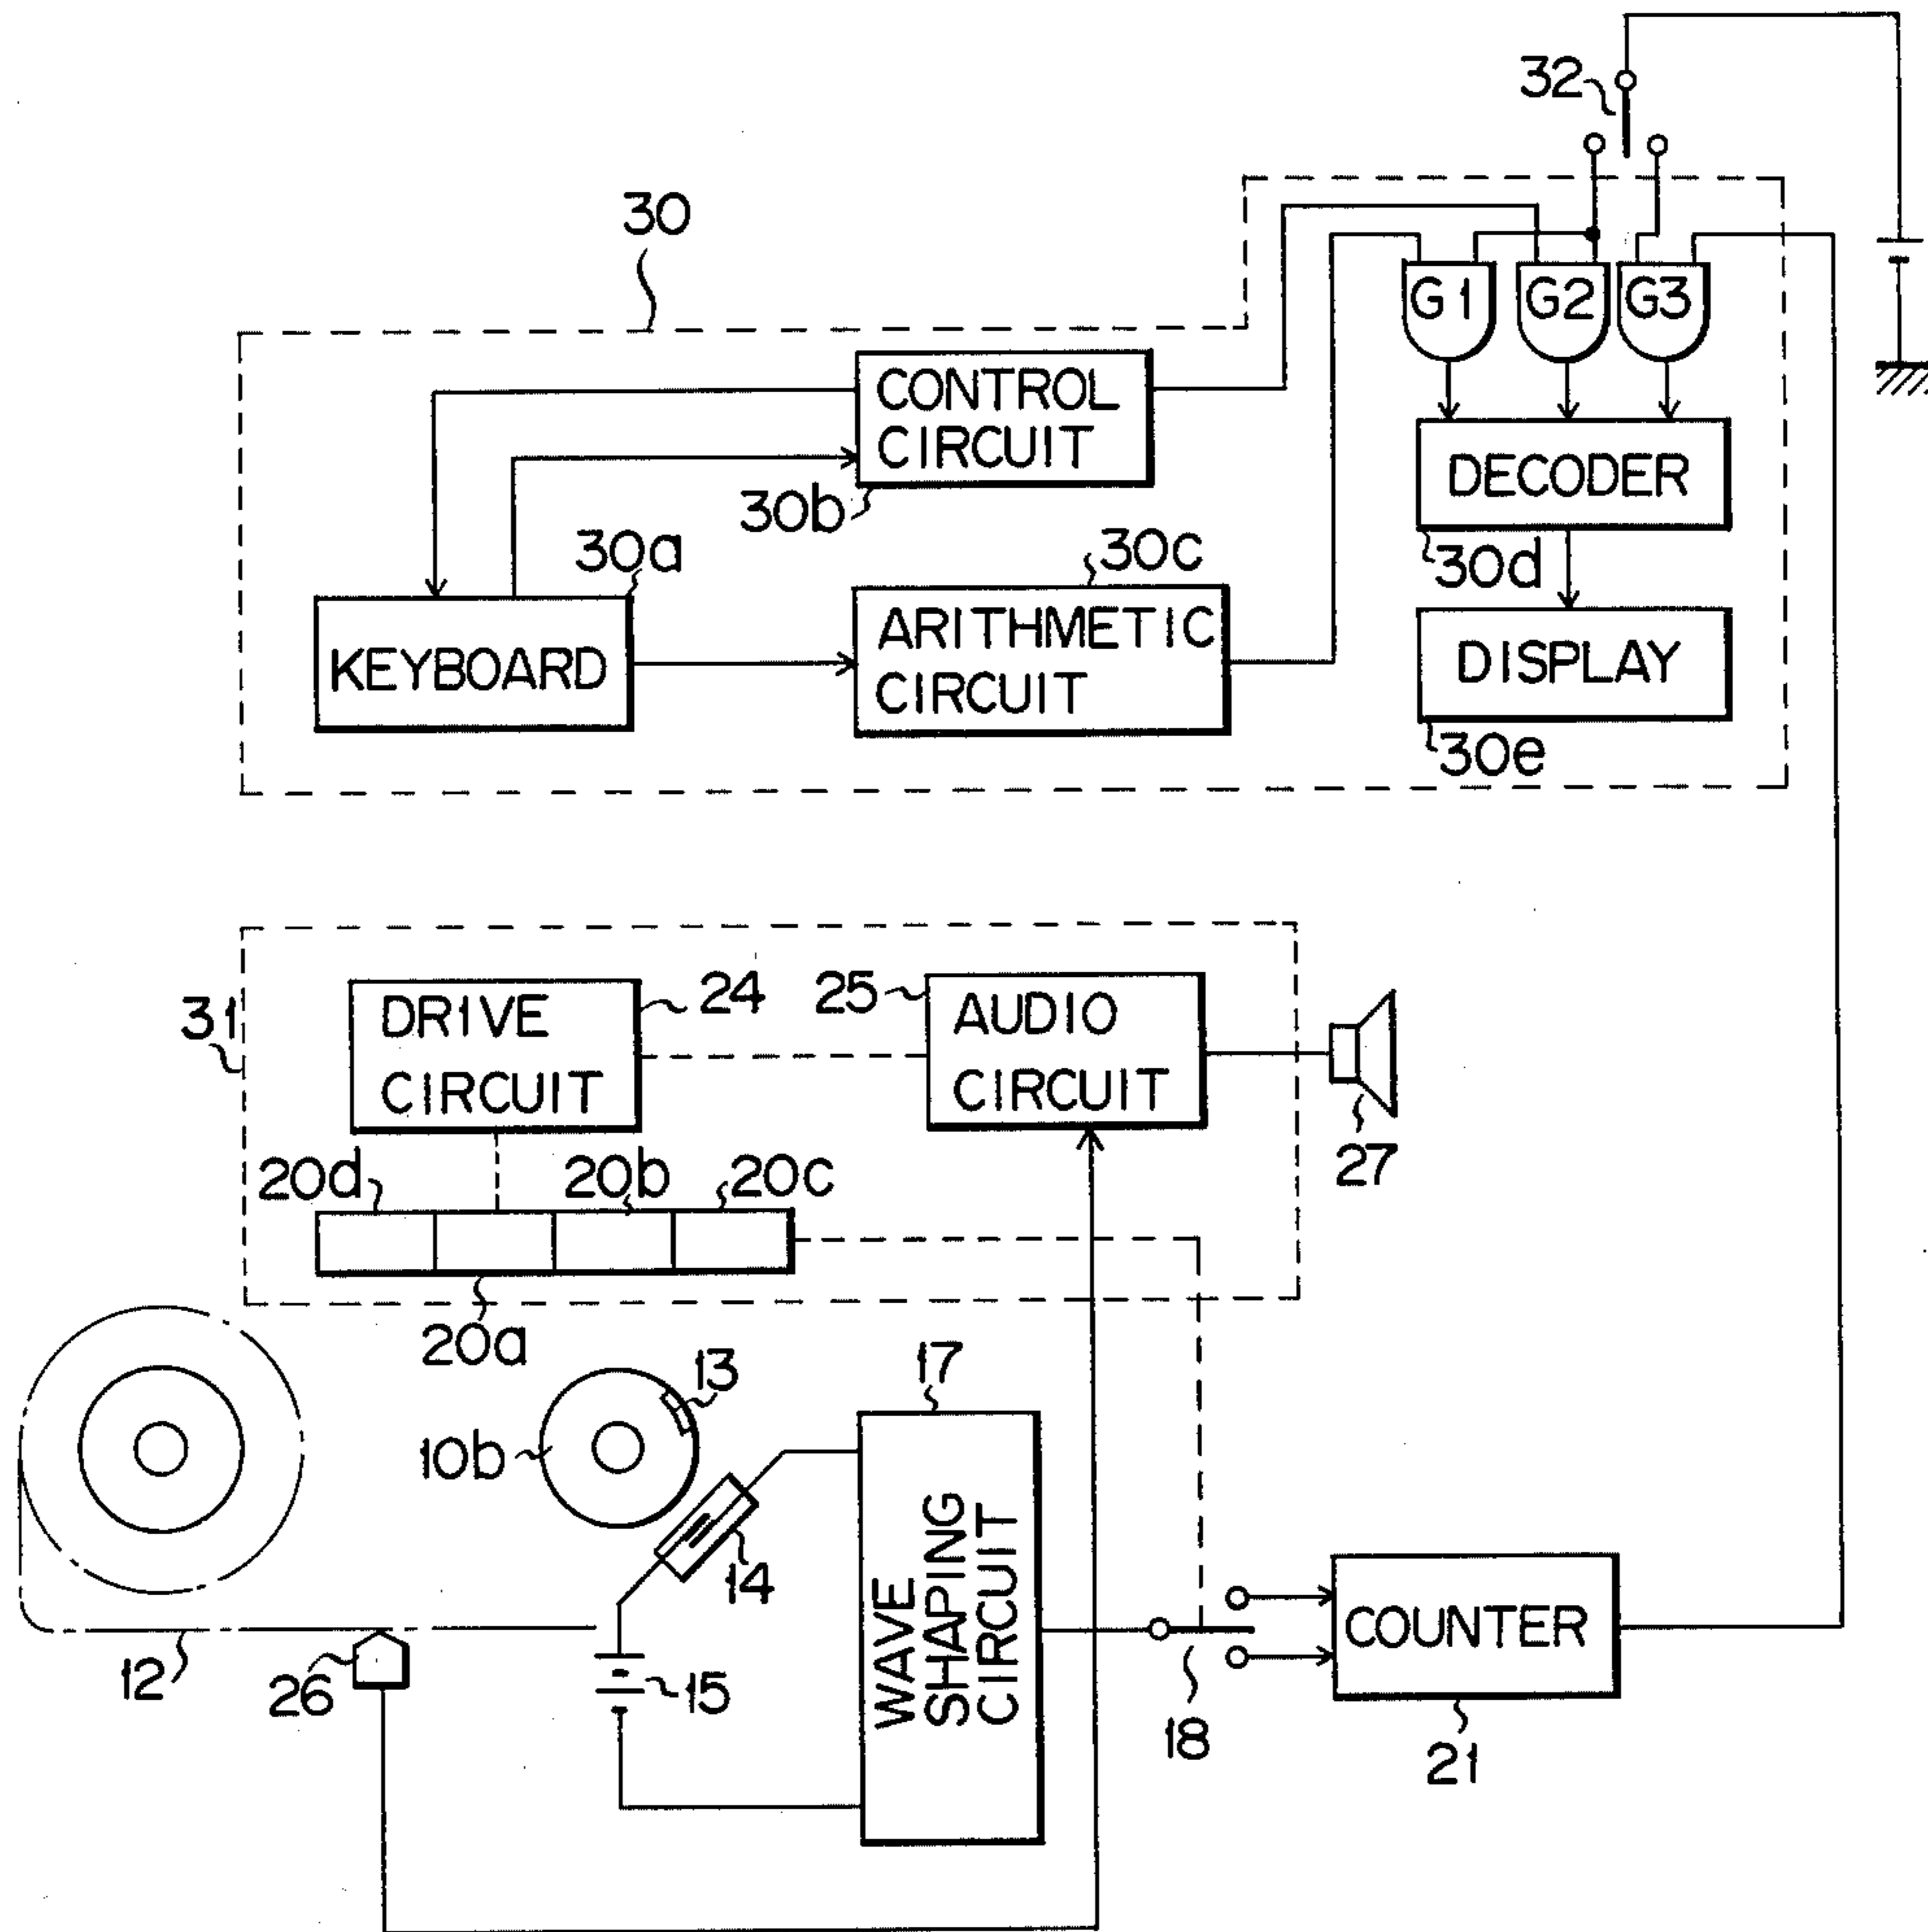 32
30
G1 G2 G3
CONTROL
CIRCUIT
30b
DECODER
30d
30a
30c
KEYBOARD
ARITHMETIC
CIRCUIT
DISPLAY
30e
31
DRIVE
CIRCUIT
24
25
AUDIO
CIRCUIT
27
20d
20b
20c
20a
13
17
10b
14
WAVE
SHAPING
CIRCUIT
COUNTER
12
26
15
18
21